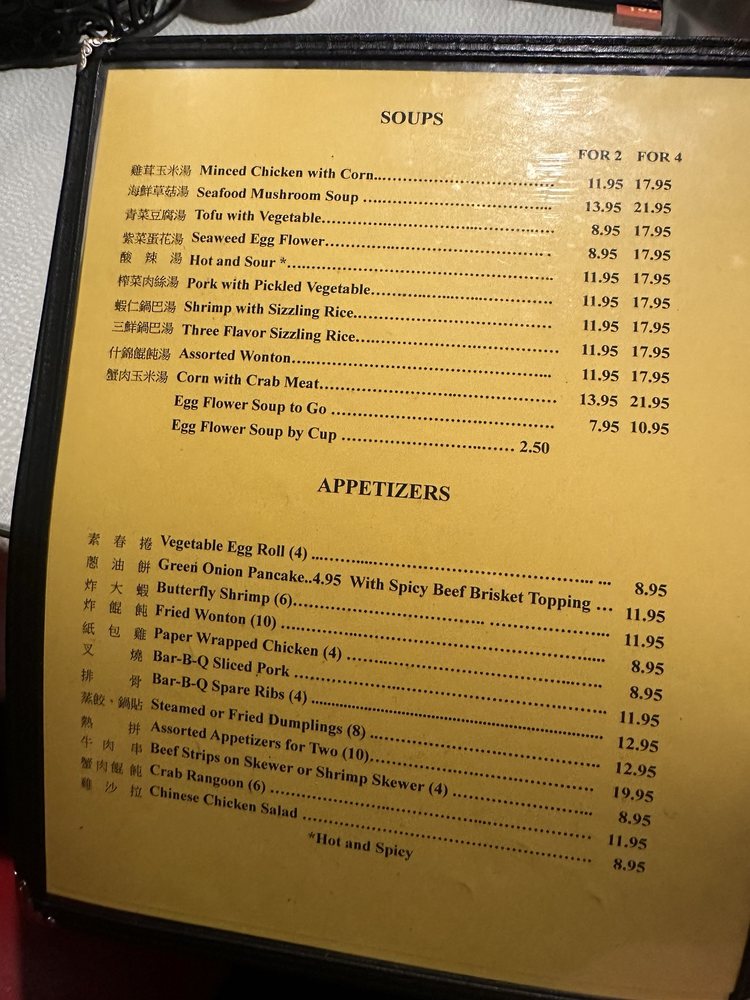 SOUPS
FOR 2 FOR 4
雞茸玉米湯 Minced Chicken with Corn.......... 11.95 17.95
海鮮草菇湯 Seafood Mushroom Soup .......... 13.95 21.95
青菜豆腐湯 Tofu with Vegetable.......... 8.95 17.95
紫菜蛋花湯 Seaweed Egg Flower.......... 8.95 17.95
酸辣湯 Hot and Sour *.......... 11.95 17.95
榨菜肉絲湯 Pork with Pickled Vegetable.......... 11.95 17.95
蝦仁鍋巴湯 Shrimp with Sizzling Rice.......... 11.95 17.95
三鮮鍋巴湯 Three Flavor Sizzling Rice.......... 11.95 17.95
什錦餛飩湯 Assorted Wonton.......... 11.95 17.95
蟹肉玉米湯 Corn with Crab Meat.......... 13.95 21.95
Egg Flower Soup to Go .......... 7.95 10.95
Egg Flower Soup by Cup .......... 2.50
APPETIZERS
素春捲 Vegetable Egg Roll (4) .......... 8.95
蔥油餅 Green Onion Pancake..4.95 With Spicy Beef Brisket Topping ... 11.95
炸大蝦 Butterfly Shrimp (6).......... 11.95
炸餛飩 Fried Wonton (10) .......... 8.95
紙包雞 Paper Wrapped Chicken (4) .......... 8.95
叉燒 Bar-B-Q Sliced Pork .......... 11.95
排骨 Bar-B-Q Spare Ribs (4) .......... 12.95
蒸餃、鍋貼 Steamed or Fried Dumplings (8) .......... 12.95
熱拼 Assorted Appetizers for Two (10).......... 19.95
牛肉串 Beef Strips on Skewer or Shrimp Skewer (4) .......... 8.95
蟹肉餛飩 Crab Rangoon (6) .......... 11.95
雞沙拉 Chinese Chicken Salad .......... 8.95
*Hot and Spicy